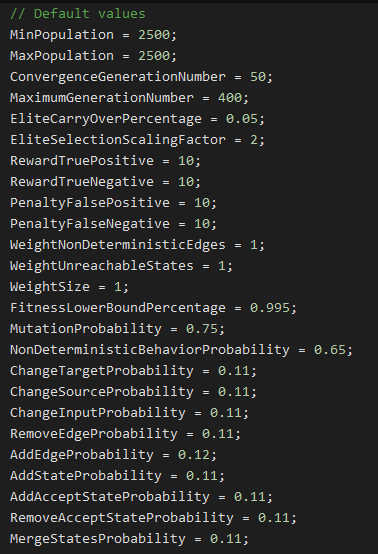 // Default values
MinPopulation = 2500;
MaxPopulation = 2500;
ConvergenceGenerationNumber = 50;
MaximumGenerationNumber = 400;
EliteCarryOverPercentage = 0.05;
EliteSelectionScalingFactor = 2;
RewardTruePositive = 10;
RewardTrueNegative = 10;
PenaltyFalsePositive = 10;
PenaltyFalseNegative = 10;
WeightNonDeterministicEdges = 1;
WeightUnreachableStates = 1;
WeightSize = 1;
FitnessLowerBoundPercentage = 0.995;
MutationProbability = 0.75;
NonDeterministicBehaviorProbability = 0.65;
ChangeTargetProbability = 0.11;
ChangeSourceProbability = 0.11;
ChangeInputProbability = 0.11;
RemoveEdgeProbability = 0.11;
AddEdgeProbability = 0.12;
AddStateProbability = 0.11;
AddAcceptStateProbability = 0.11;
RemoveAcceptStateProbability = 0.11;
MergeStatesProbability = 0.11;